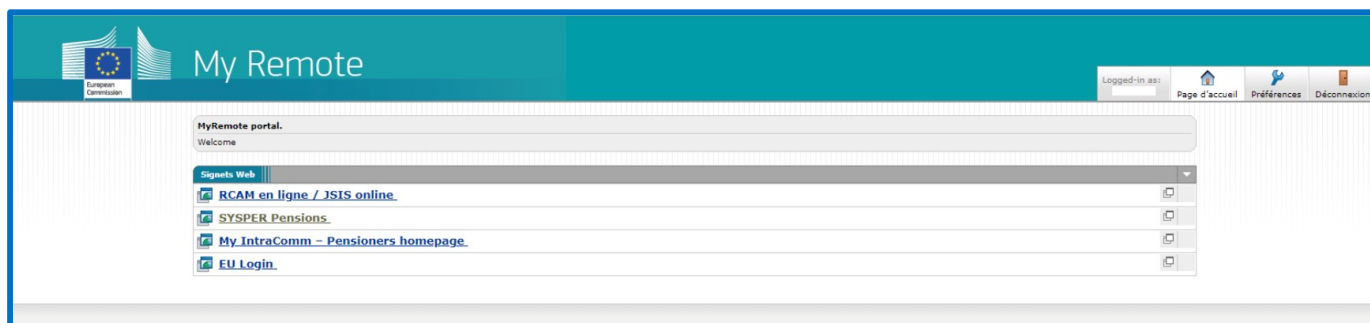 My Remote
European
Commission
Logged-in as:
Page d'accueil
Préférences
Déconnexion
MyRemote portal.
Welcome
Signets Web
RCAM en ligne / JSIS online
SYSPER Pensions
My IntraComm – Pensioners homepage
EU Login